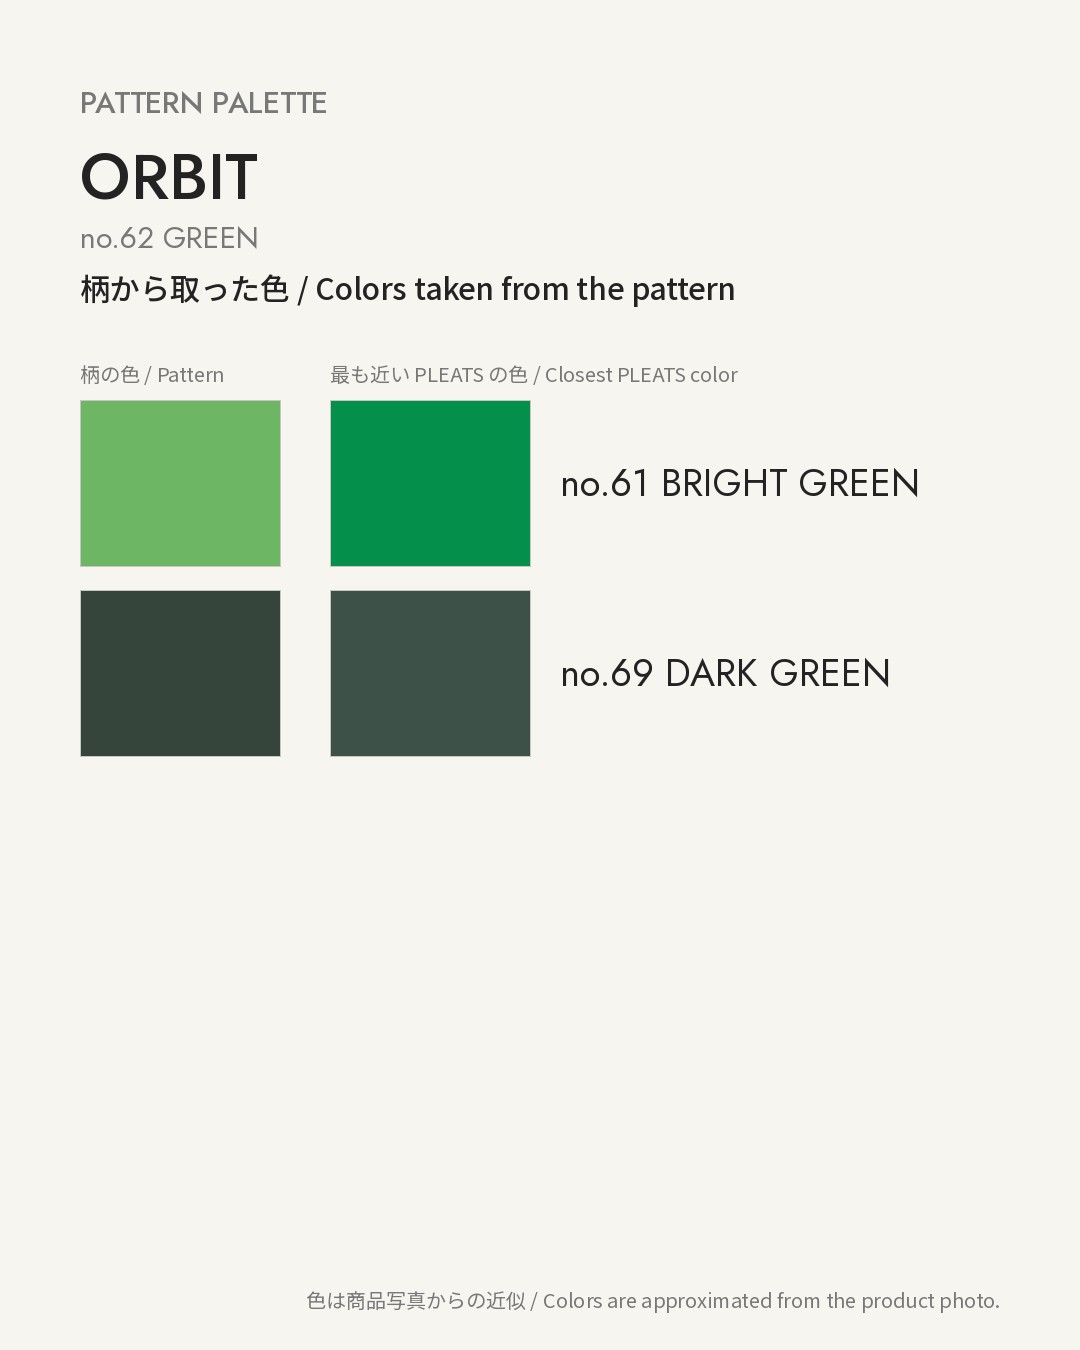 PATTERN PALETTE
ORBIT
no.62 GREEN
柄から取った色 / Colors taken from the pattern
柄の色 / Pattern
最も近い PLEATS の色 / Closest PLEATS color
no.61 BRIGHT GREEN
no.69 DARK GREEN
色は商品写真からの近似 / Colors are approximated from the product photo.